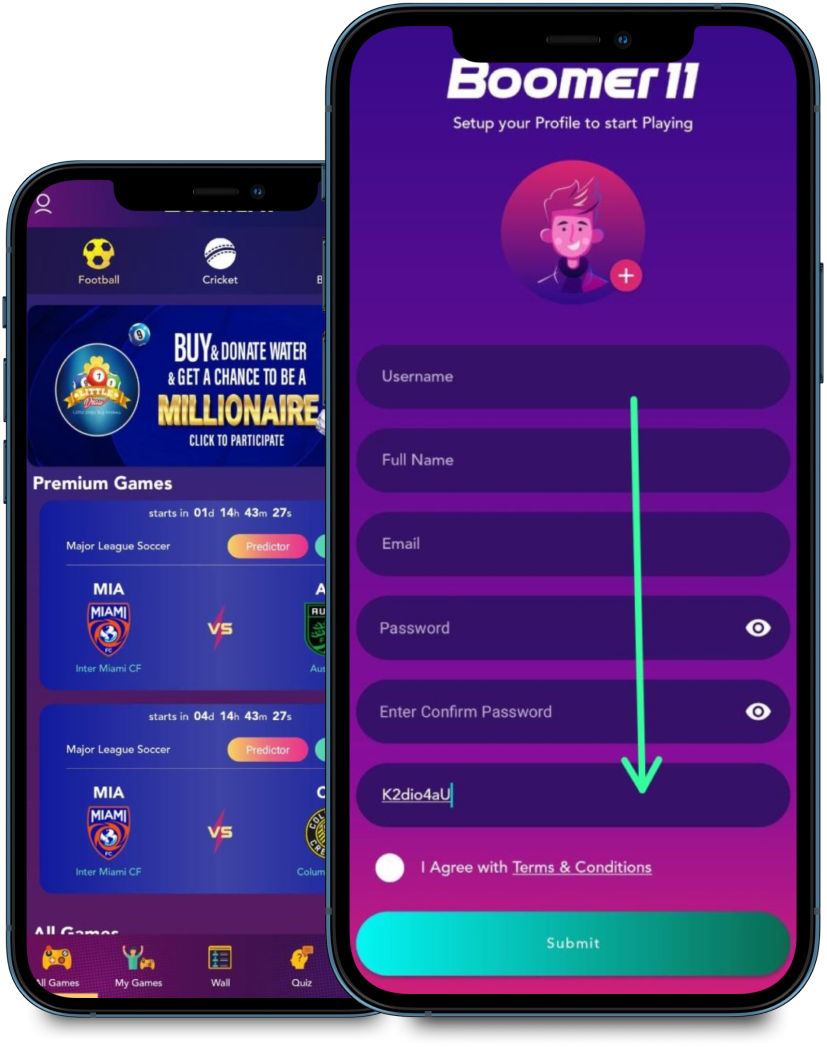 Football
Cricket
BUY & DONATE WATER
& GET A CHANCE TO BE A
MILLIONAIRE
CLICK TO PARTICIPATE
LITTLE
Draw
Premium Games
starts in 01d 14h 43m 27s
Major League Soccer
Predictor
MIA
MIAMI
FC
VS
Inter Miami CF
starts in 04d 14h 43m 27s
Major League Soccer
Predictor
MIA
MIAMI
FC
VS
Inter Miami CF
All Games
All Games
My Games
Wall
Quiz
Boomer 11
Setup your Profile to start Playing
Username
Full Name
Email
Password
Enter Confirm Password
K2dio4aU
I Agree with Terms & Conditions
Submit